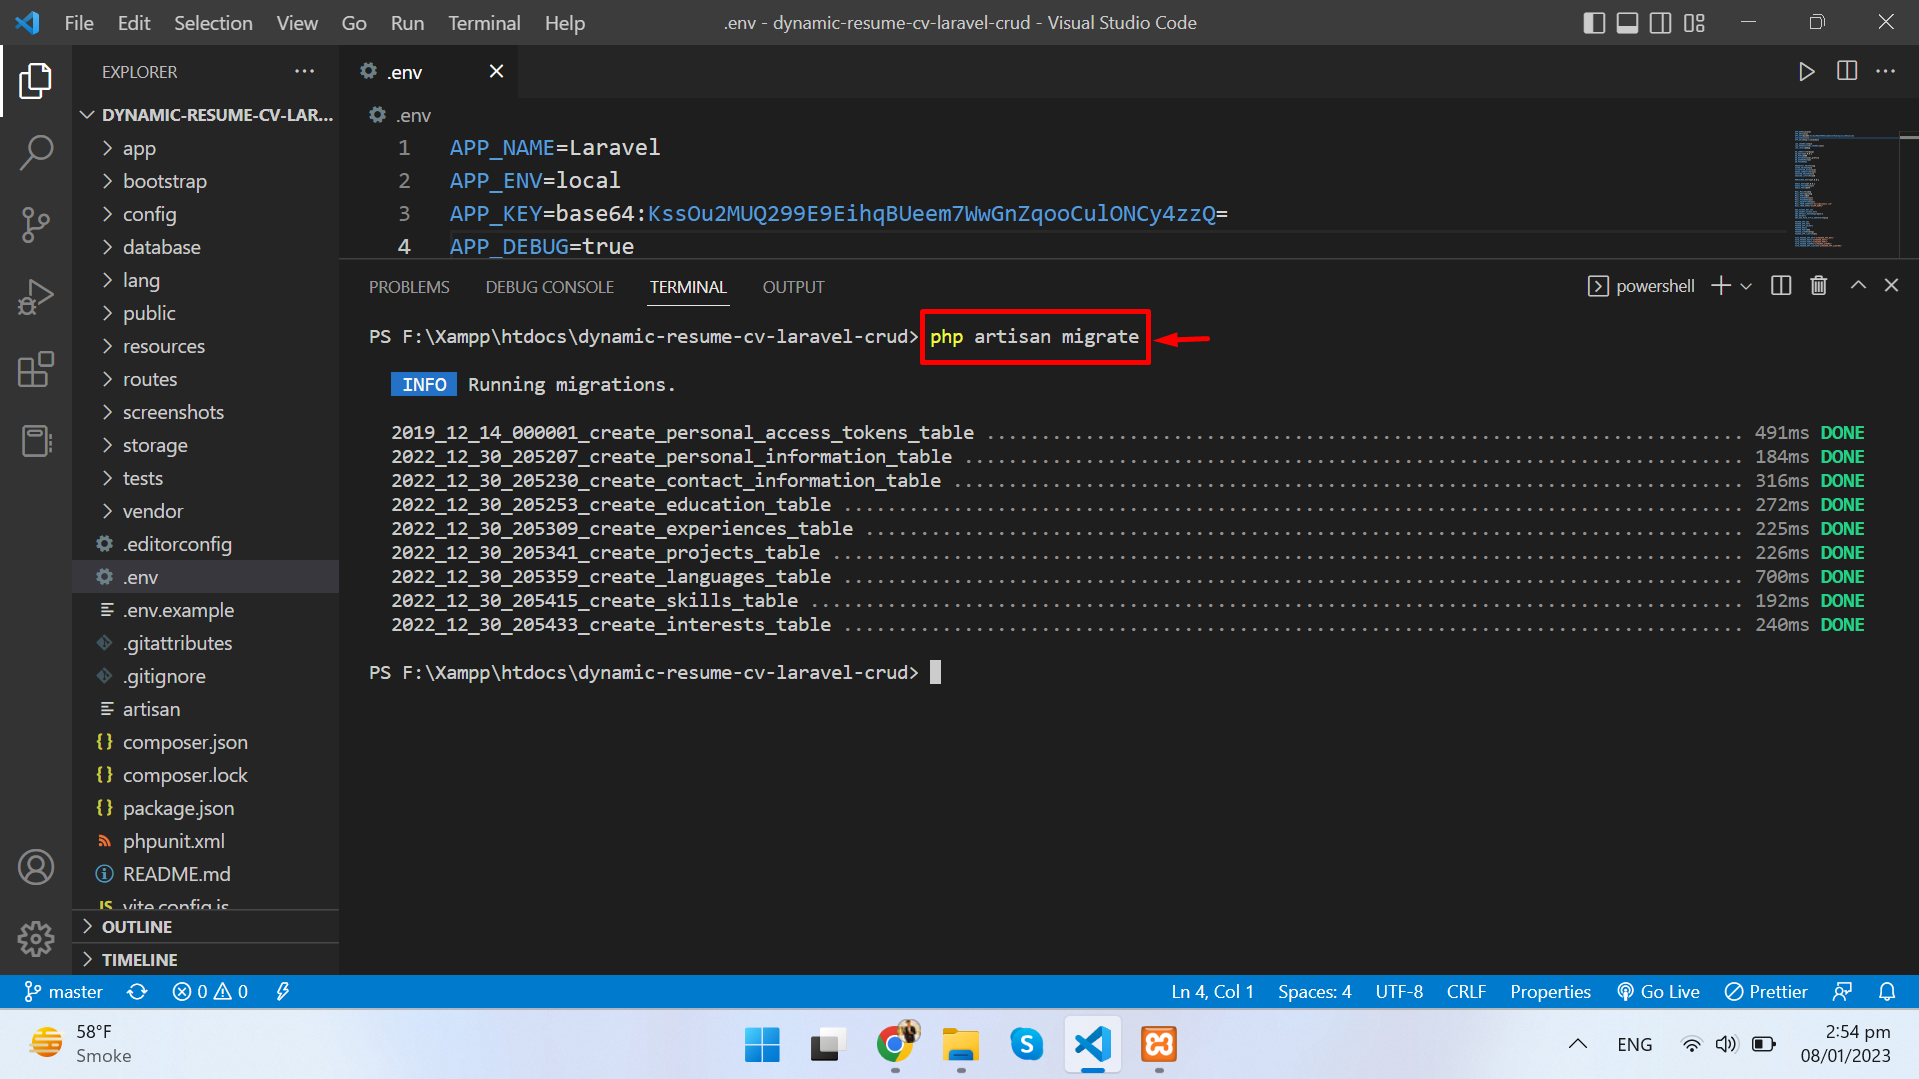 File Edit Selection View Go Run Terminal Help
.env - dynamic-resume-cv-laravel-crud - Visual Studio Code
EXPLORER
DYNAMIC-RESUME-CV-LAR...
app
bootstrap
config
database
lang
public
resources
routes
screenshots
storage
tests
vendor
.editorconfig
.env
.env.example
.gitattributes
.gitignore
artisan
{} composer.json
{} composer.lock
{} package.json
phpunit.xml
README.md
JS vite.config.js
OUTLINE
TIMELINE
.env
.env
1 APP_NAME=Laravel
2 APP_ENV=local
3 APP_KEY=base64:KssOu2MUQ299E9EihqBUeem7WwGnZqooCulONCy4zzQ=
4 APP_DEBUG=true
PROBLEMS DEBUG CONSOLE TERMINAL OUTPUT
powershell
PS F:\Xampp\htdocs\dynamic-resume-cv-laravel-crud> php artisan migrate
INFO Running migrations.
2019_12_14_000001_create_personal_access_tokens_table ..................................................................... 491ms DONE
2022_12_30_205207_create_personal_information_table ....................................................................... 184ms DONE
2022_12_30_205230_create_contact_information_table ........................................................................ 316ms DONE
2022_12_30_205253_create_education_table .................................................................................. 272ms DONE
2022_12_30_205309_create_experiences_table ................................................................................ 225ms DONE
2022_12_30_205341_create_projects_table ................................................................................... 226ms DONE
2022_12_30_205359_create_languages_table .................................................................................. 700ms DONE
2022_12_30_205415_create_skills_table ..................................................................................... 192ms DONE
2022_12_30_205433_create_interests_table .................................................................................. 240ms DONE
PS F:\Xampp\htdocs\dynamic-resume-cv-laravel-crud>
master 0 0
Ln 4, Col 1 Spaces: 4 UTF-8 CRLF Properties Go Live Prettier
58°F
Smoke
ENG
2:54 pm
08/01/2023